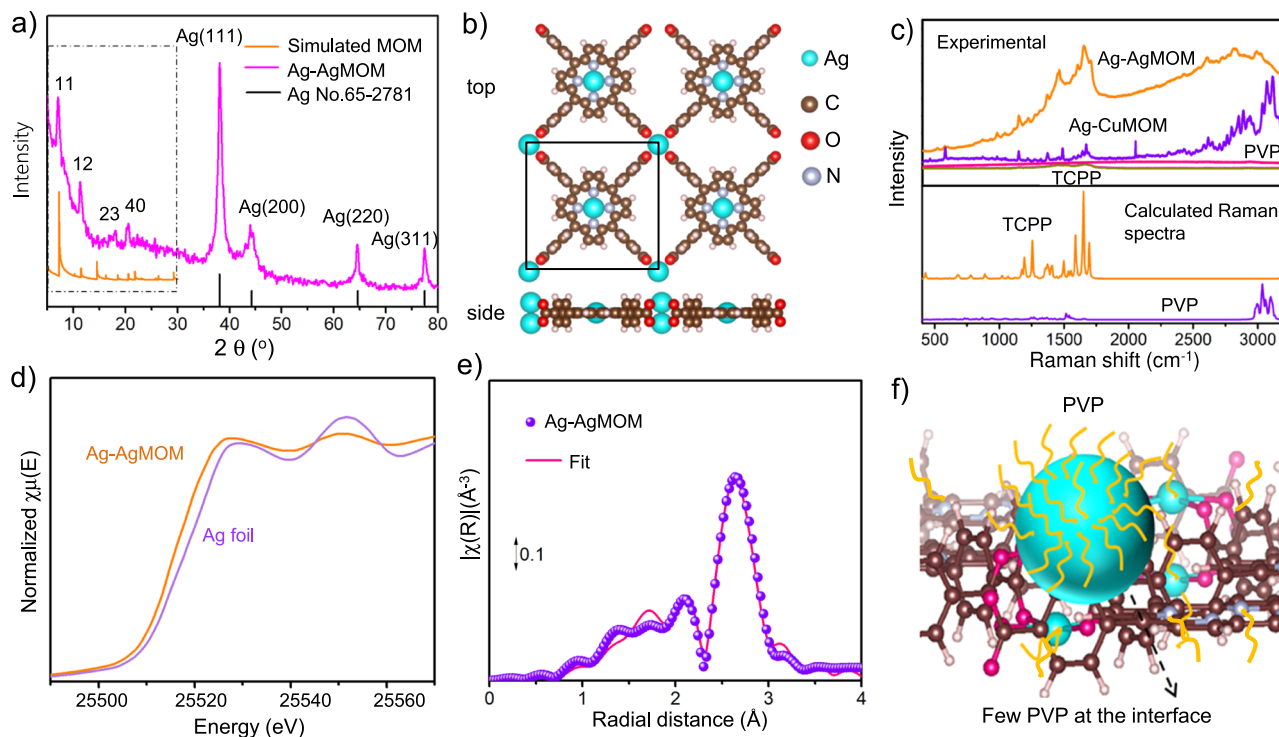 a)
Ag(111)
Simulated MOM
Ag-AgMOM
Ag No.65-2781
11
12
23
40
Ag(200)
Ag(220)
Ag(311)
Intensity
5
10
20
30
40
50
60
70
80
2 θ (°)
b)
top
side
Ag
C
O
N
c)
Experimental
Ag-AgMOM
Ag-CuMOM
PVP
TCPP
Calculated Raman
spectra
TCPP
PVP
Intensity
500
1000
1500
2000
2500
3000
Raman shift (cm⁻¹)
d)
Ag-AgMOM
Ag foil
Normalized χμ(E)
25500
25520
25540
25560
Energy (eV)
e)
Ag-AgMOM
Fit
0.1
|χ(R)|(Å⁻³)
0
1
2
3
4
Radial distance (Å)
f)
PVP
Few PVP at the interface